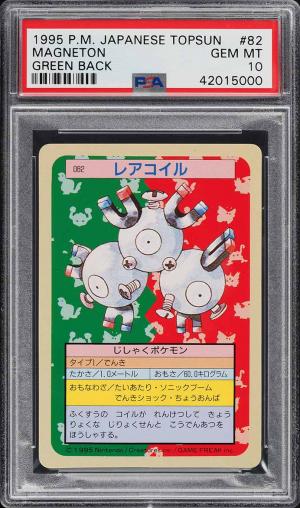 1995 P.M. JAPANESE TOPSUN #82
MAGNETON GEM MT
GREEN BACK 10
PSA 42015000
082
レアコイル
じしゃくポケモン
タイプ1/でんき
たかさ/1.0メートル おもさ/60.0キログラム
おもなわざ/たいあたり・ソニックブーム
でんきショック・ちょうおんぱ
ふくすうの コイルが れんけつして きょう
りょくな じりょくせんと こうでんあつを
ほうしゃする。
©1995 Nintendo/Creatures inc./GAME FREAK inc.